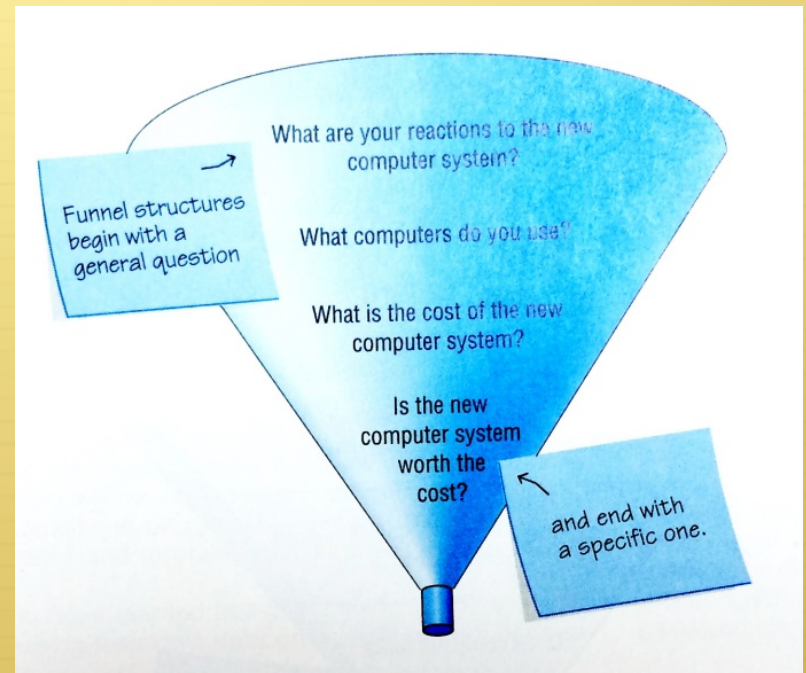 What are your reactions to the new
computer system?
Funnel structures
begin with a
general question
What computers do you use?
What is the cost of the new
computer system?
Is the new
computer system
worth the
cost?
and end with
a specific one.